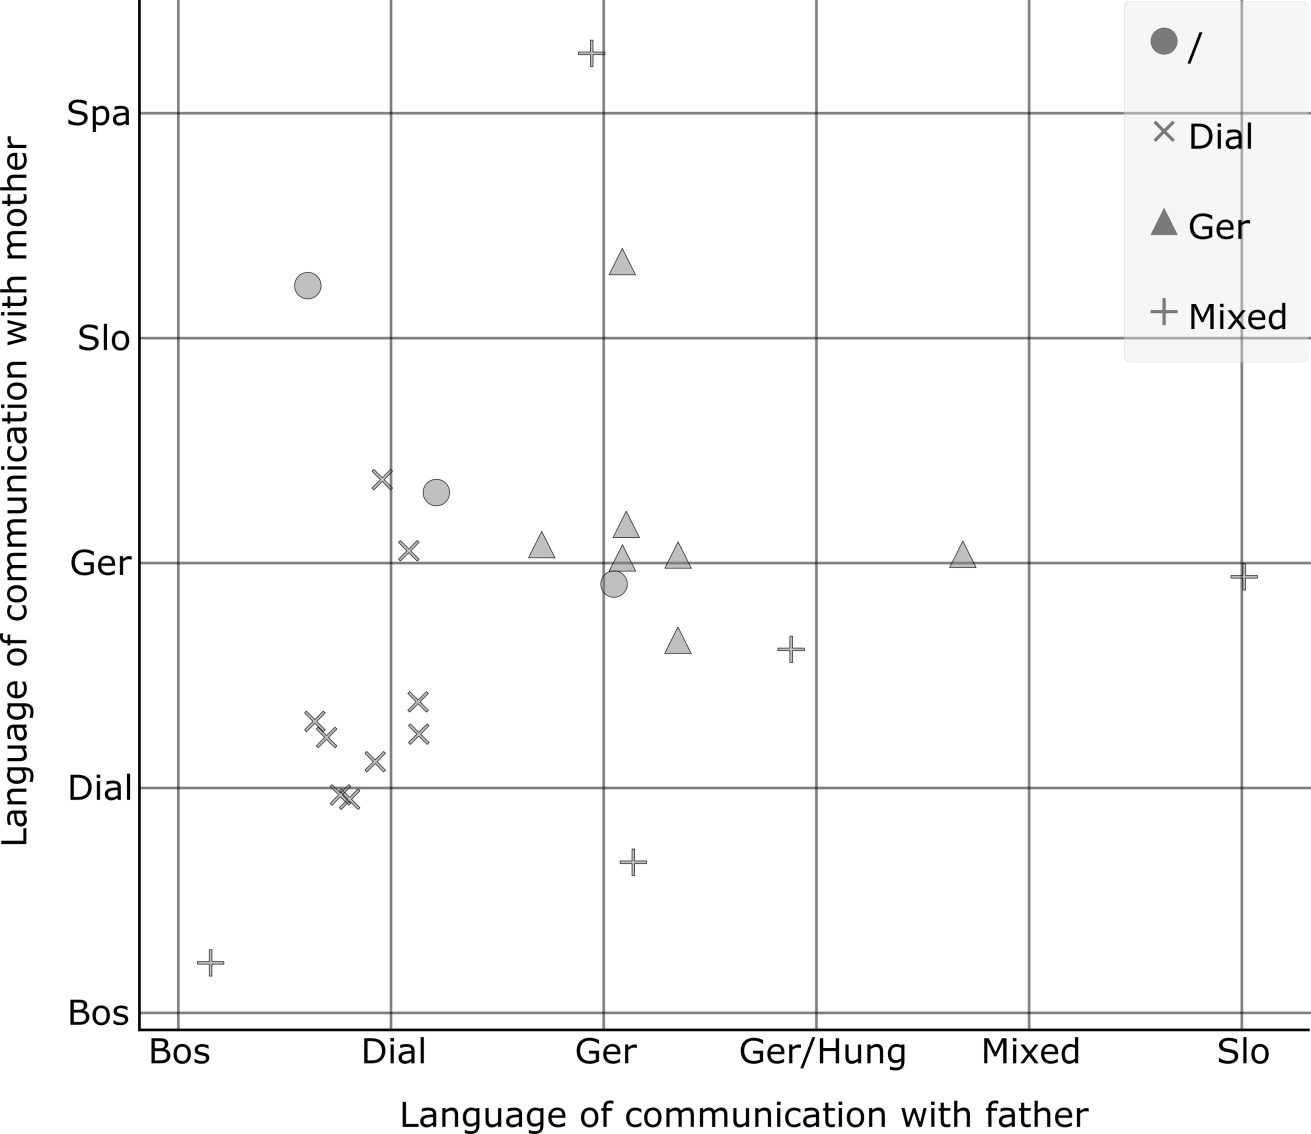 Language of communication with mother
Spa
Slo
Ger
Dial
Bos
/
Dial
Ger
Mixed
Bos Dial Ger Ger/Hung Mixed Slo
Language of communication with father